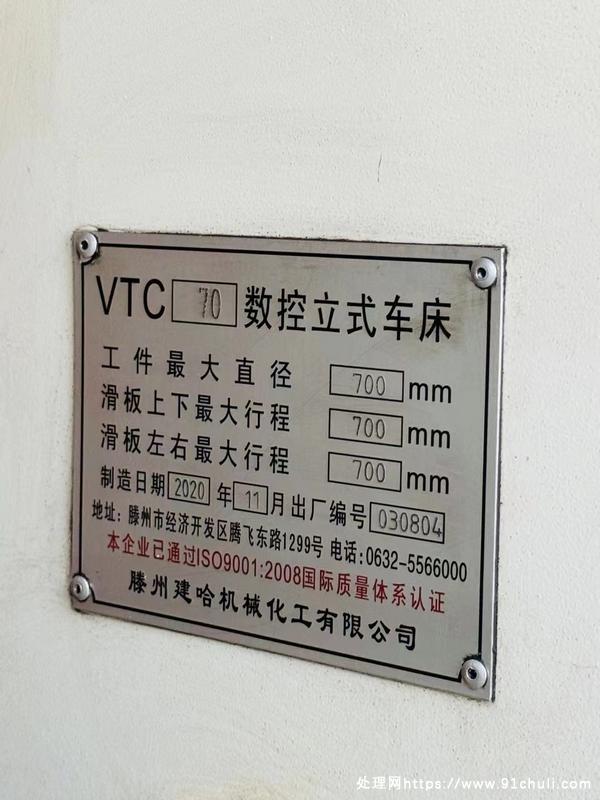 VTC 70 数控立式车床
工件最大直径 700 mm
滑板上下最大行程 700 mm
滑板左右最大行程 700 mm
制造日期 2020 年 11 月出厂编号 030804
地址：滕州市经济开发区腾飞东路1299号 电话:0632-5566000
本企业已通过ISO9001:2008国际质量体系认证
滕州建哈机械化工有限公司
处理网https://www.91chuli.com